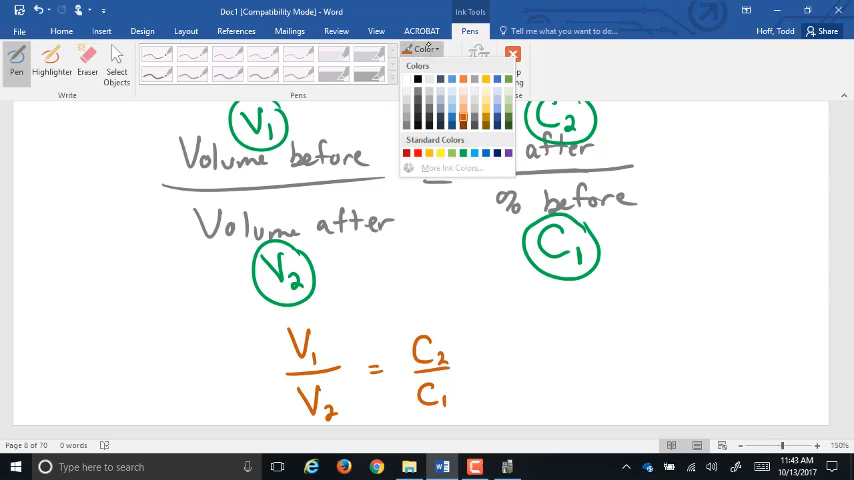 Doc1 [Compatibility Mode] - Word
Ink Tools
Hoff, Todd
File Home Insert Design Layout References Mailings Review View ACROBAT Pens Tell me what you want to do... Share
Color
Pen Highlighter Eraser Select Objects
Write Pens
Colors
Standard Colors
More Ink Colors...
V1 C2
Volume before = after
Volume after % before
V2 C1
V1 = C2
V2 C1
Page 8 of 70 0 words 150%
Type here to search
11:43 AM
10/13/2017